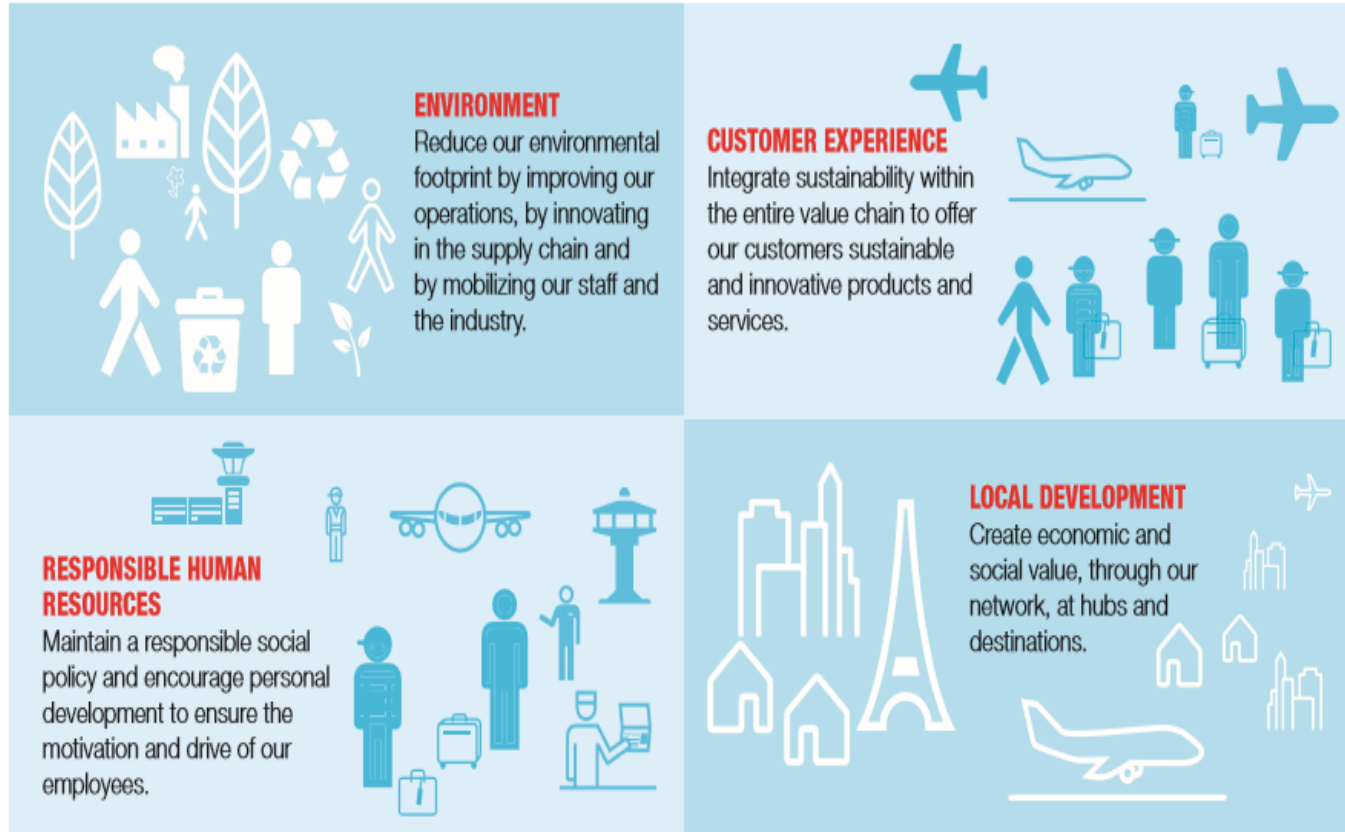 ENVIRONMENT
Reduce our environmental
footprint by improving our
operations, by innovating
in the supply chain and
by mobilizing our staff and
the industry.
CUSTOMER EXPERIENCE
Integrate sustainability within
the entire value chain to offer
our customers sustainable
and innovative products and
services.
RESPONSIBLE HUMAN
RESOURCES
Maintain a responsible social
policy and encourage personal
development to ensure the
motivation and drive of our
employees.
LOCAL DEVELOPMENT
Create economic and
social value, through our
network, at hubs and
destinations.